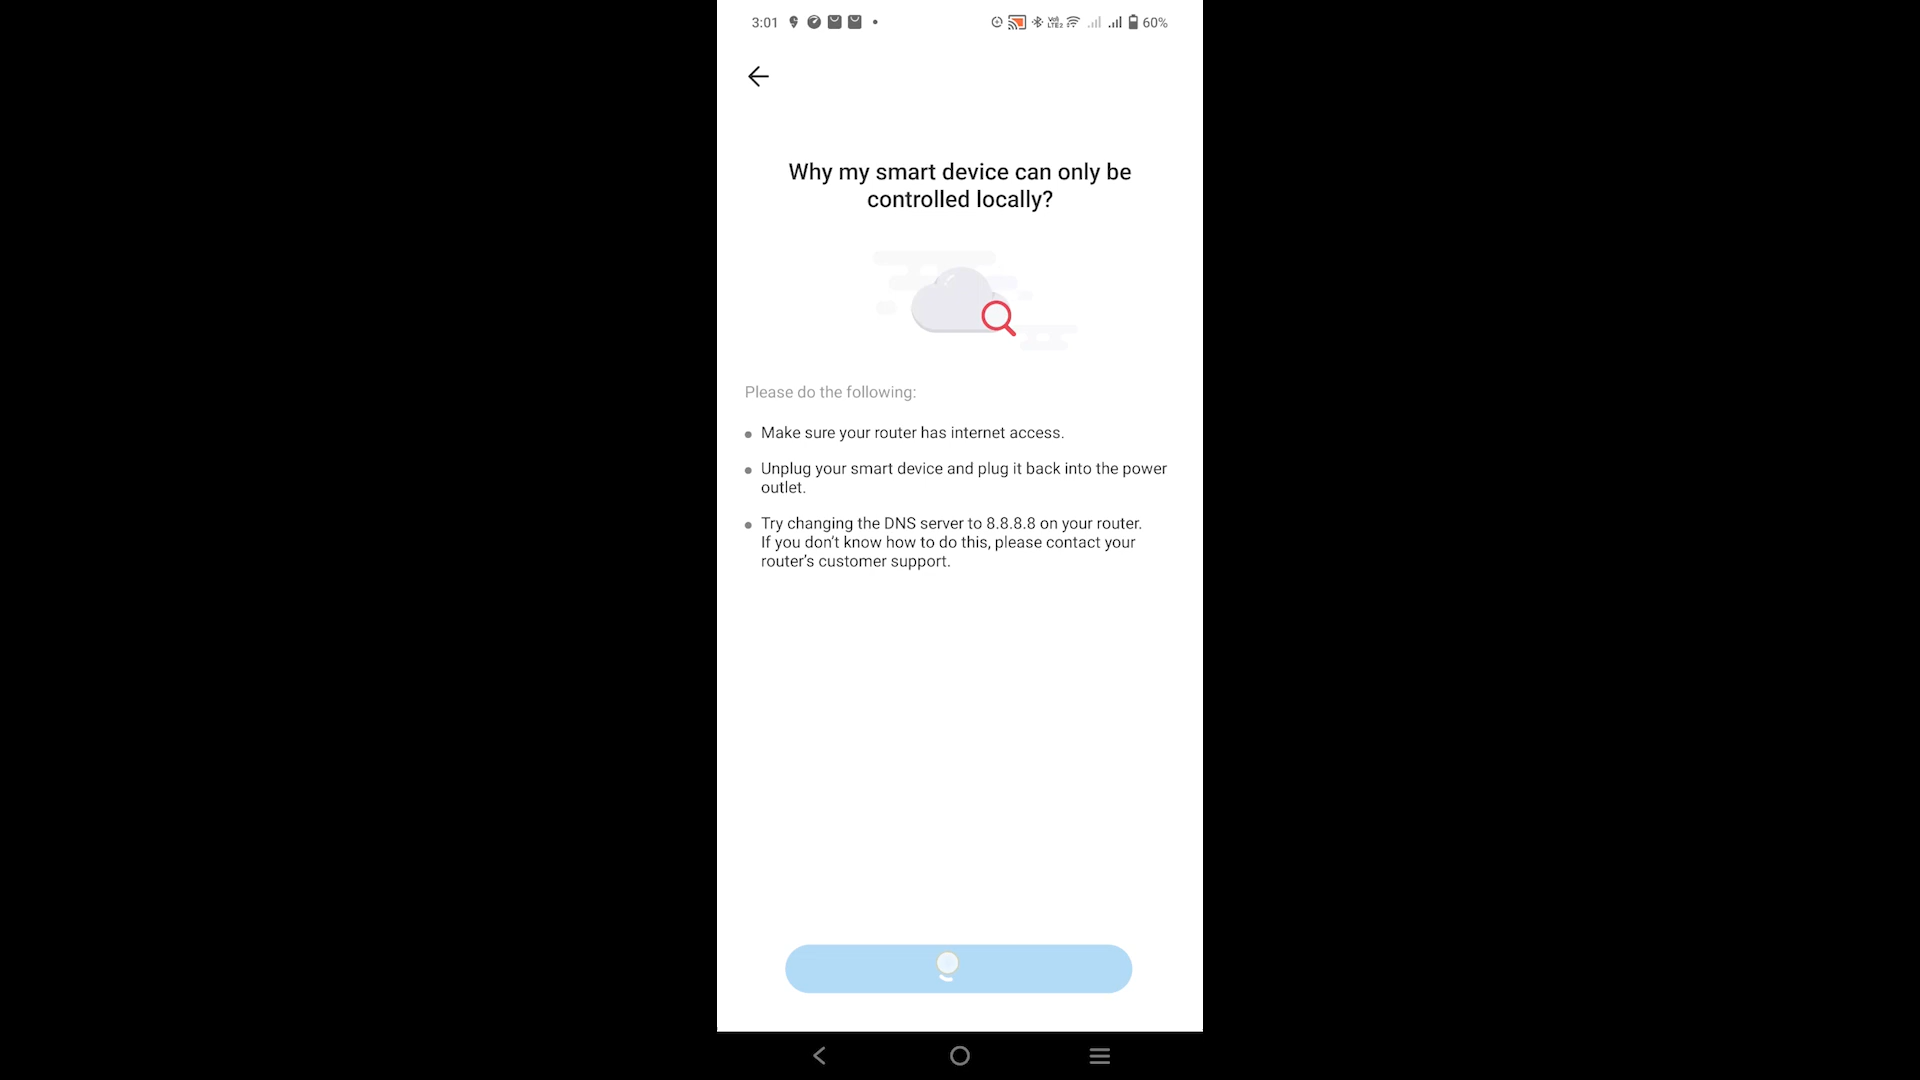 3:01
Vo)
LTE2
60%
Why my smart device can only be
controlled locally?
Please do the following:
Make sure your router has internet access.
Unplug your smart device and plug it back into the power
outlet.
Try changing the DNS server to 8.8.8.8 on your router.
If you don’t know how to do this, please contact your
router’s customer support.